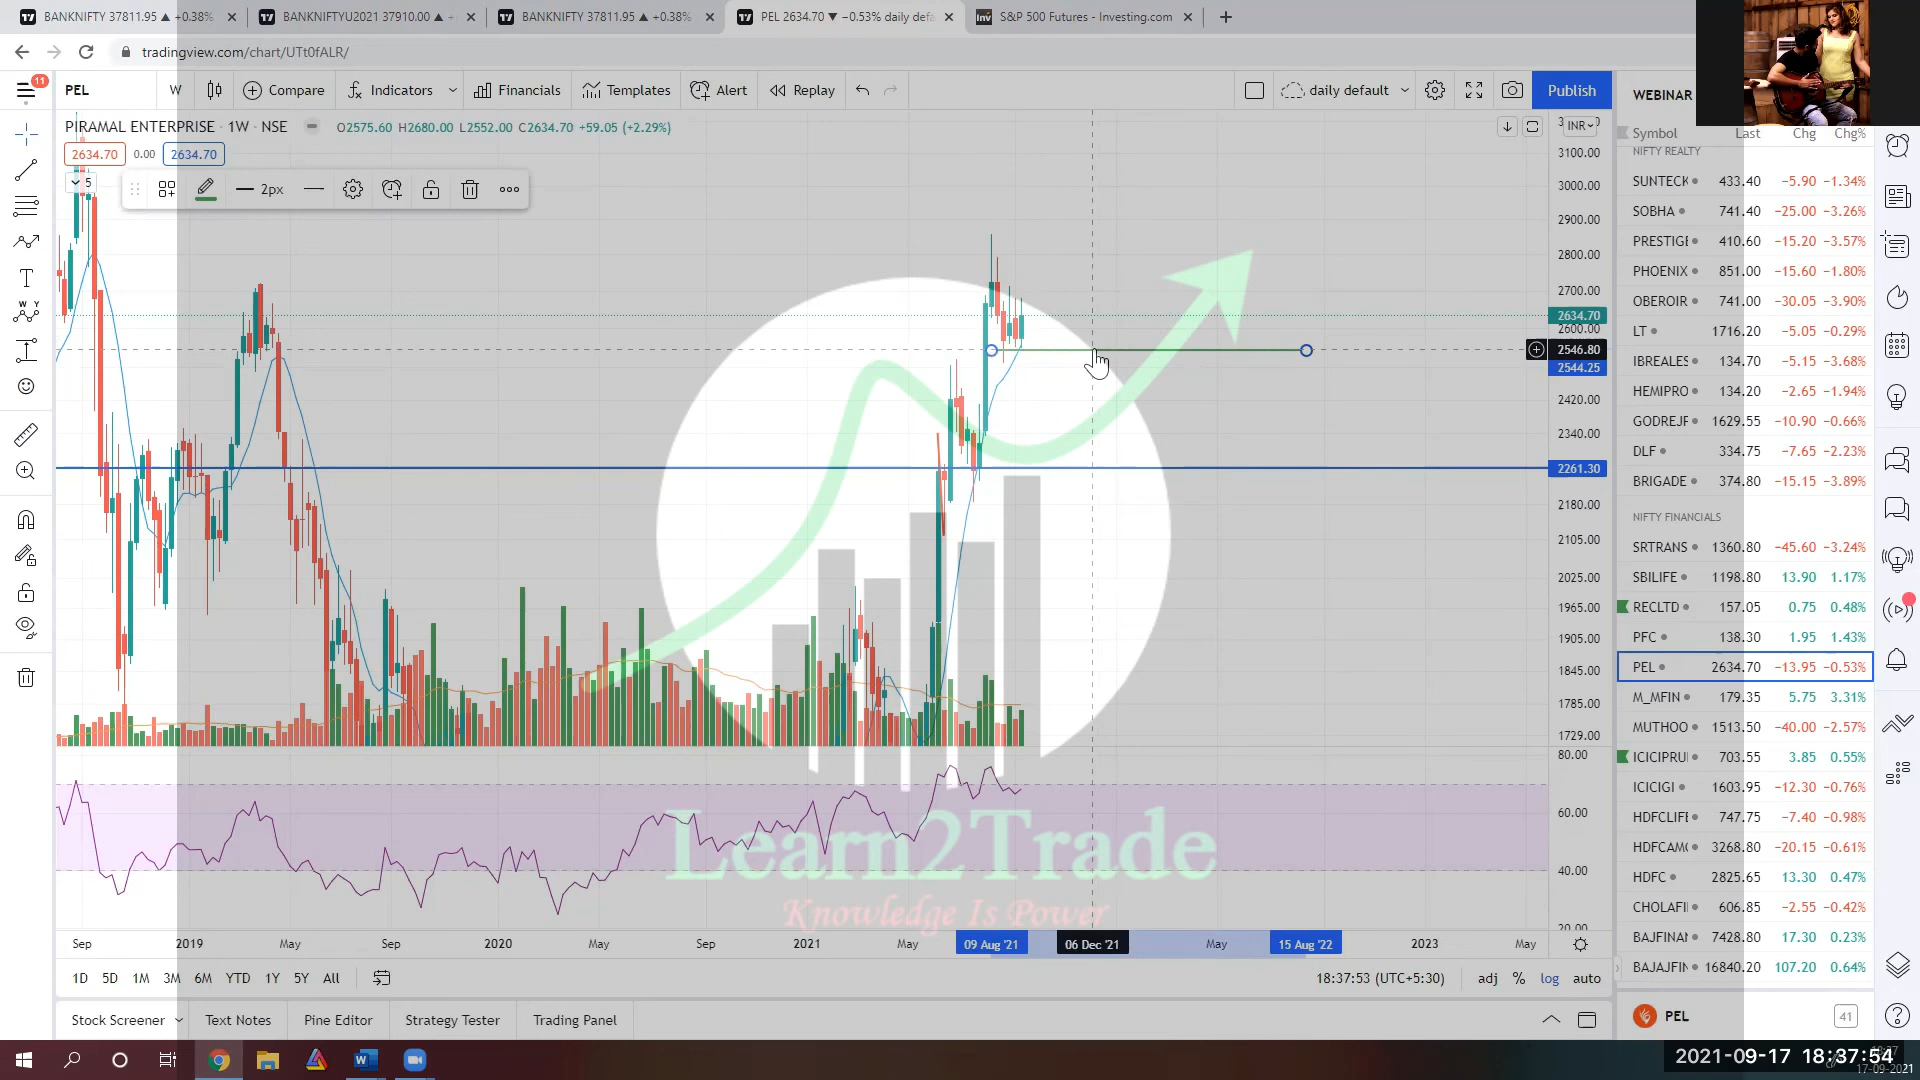 BANKNIFTY 37811.95 ▲ +0.38%
BANKNIFTYU2021 37910.00 ▲ +
BANKNIFTY 37811.95 ▲ +0.38%
PEL 2634.70 ▼ −0.53% daily defa
S&P 500 Futures - Investing.com
tradingview.com/chart/UTt0fALR/
11
PEL
W
Compare
Indicators
Financials
Templates
Alert
Replay
daily default
Publish
WEBINAR
PIRAMAL ENTERPRISE · 1W · NSE
O2575.60 H2680.00 L2552.00 C2634.70 +59.05 (+2.29%)
INR
2634.70 0.00 2634.70
5
2px
3100.00
3000.00
2900.00
2800.00
2700.00
2634.70
2600.00
2546.80
2544.25
2420.00
2340.00
2261.30
2180.00
2105.00
2025.00
1965.00
1905.00
1845.00
1785.00
1729.00
80.00
60.00
40.00
20.00
Learn2Trade
Knowledge Is Power
Sep 2019 May Sep 2020 May Sep 2021 May 09 Aug '21 06 Dec '21 May 15 Aug '22 2023 May
1D 5D 1M 3M 6M YTD 1Y 5Y All
18:37:53 (UTC+5:30) adj % log auto
Stock Screener Text Notes Pine Editor Strategy Tester Trading Panel
Symbol Last Chg Chg%
NIFTY REALTY
SUNTECK 433.40 −5.90 −1.34%
SOBHA 741.40 −25.00 −3.26%
PRESTIGE 410.60 −15.20 −3.57%
PHOENIX 851.00 −15.60 −1.80%
OBEROIR 741.00 −30.05 −3.90%
LT 1716.20 −5.05 −0.29%
IBREALES 134.70 −5.15 −3.68%
HEMIPRO 134.20 −2.65 −1.94%
GODREJP 1629.55 −10.90 −0.66%
DLF 334.75 −7.65 −2.23%
BRIGADE 374.80 −15.15 −3.89%
NIFTY FINANCIALS
SRTRANS 1360.80 −45.60 −3.24%
SBILIFE 1198.80 13.90 1.17%
RECLTD 157.05 0.75 0.48%
PFC 138.30 1.95 1.43%
PEL 2634.70 −13.95 −0.53%
M_MFIN 179.35 5.75 3.31%
MUTHOO 1513.50 −40.00 −2.57%
ICICIPRUI 703.55 3.85 0.55%
ICICIGI 1603.95 −12.30 −0.76%
HDFCLIFE 747.75 −7.40 −0.98%
HDFCAMC 3268.80 −20.15 −0.61%
HDFC 2825.65 13.30 0.47%
CHOLAFI 606.85 −2.55 −0.42%
BAJFINAN 7428.80 17.30 0.23%
BAJAJFIN 16840.20 107.20 0.64%
PEL
41
2021-09-17 18:37:54
17-09-2021